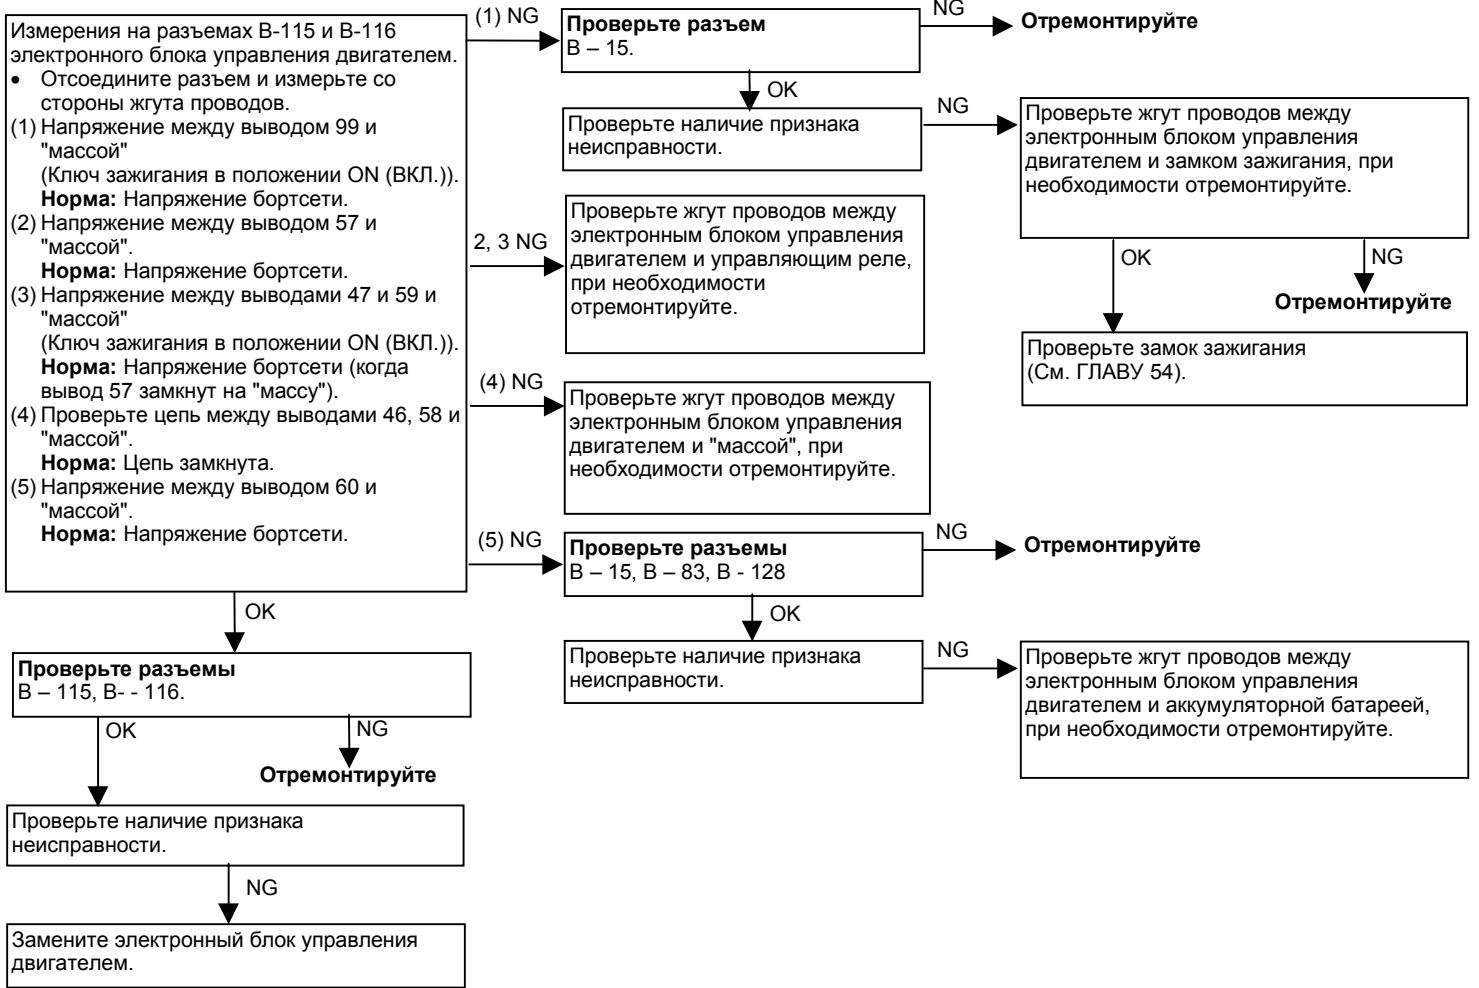 Измерения на разъемах В-115 и В-116
электронного блока управления двигателем.
• Отсоедините разъем и измерьте со
стороны жгута проводов.
(1) Напряжение между выводом 99 и
"массой"
(Ключ зажигания в положении ON (ВКЛ.)).
Норма: Напряжение бортсети.
(2) Напряжение между выводом 57 и
"массой".
Норма: Напряжение бортсети.
(3) Напряжение между выводами 47 и 59 и
"массой"
(Ключ зажигания в положении ON (ВКЛ.)).
Норма: Напряжение бортсети (когда
вывод 57 замкнут на "массу").
(4) Проверьте цепь между выводами 46, 58 и
"массой".
Норма: Цепь замкнута.
(5) Напряжение между выводом 60 и
"массой".
Норма: Напряжение бортсети.
(1) NG
Проверьте разъем
В – 15.
NG
Отремонтируйте
OK
Проверьте наличие признака
неисправности.
NG
Проверьте жгут проводов между
электронным блоком управления
двигателем и замком зажигания, при
необходимости отремонтируйте.
OK
NG
Отремонтируйте
Проверьте замок зажигания
(См. ГЛАВУ 54).
2, 3 NG
Проверьте жгут проводов между
электронным блоком управления
двигателем и управляющим реле,
при необходимости
отремонтируйте.
(4) NG
Проверьте жгут проводов между
электронным блоком управления
двигателем и "массой", при
необходимости отремонтируйте.
(5) NG
Проверьте разъемы
В – 15, В – 83, В - 128
NG
Отремонтируйте
OK
Проверьте наличие признака
неисправности.
NG
Проверьте жгут проводов между
электронным блоком управления
двигателем и аккумуляторной батареей,
при необходимости отремонтируйте.
OK
Проверьте разъемы
В – 115, В- - 116.
OK
NG
Отремонтируйте
Проверьте наличие признака
неисправности.
NG
Замените электронный блок управления
двигателем.